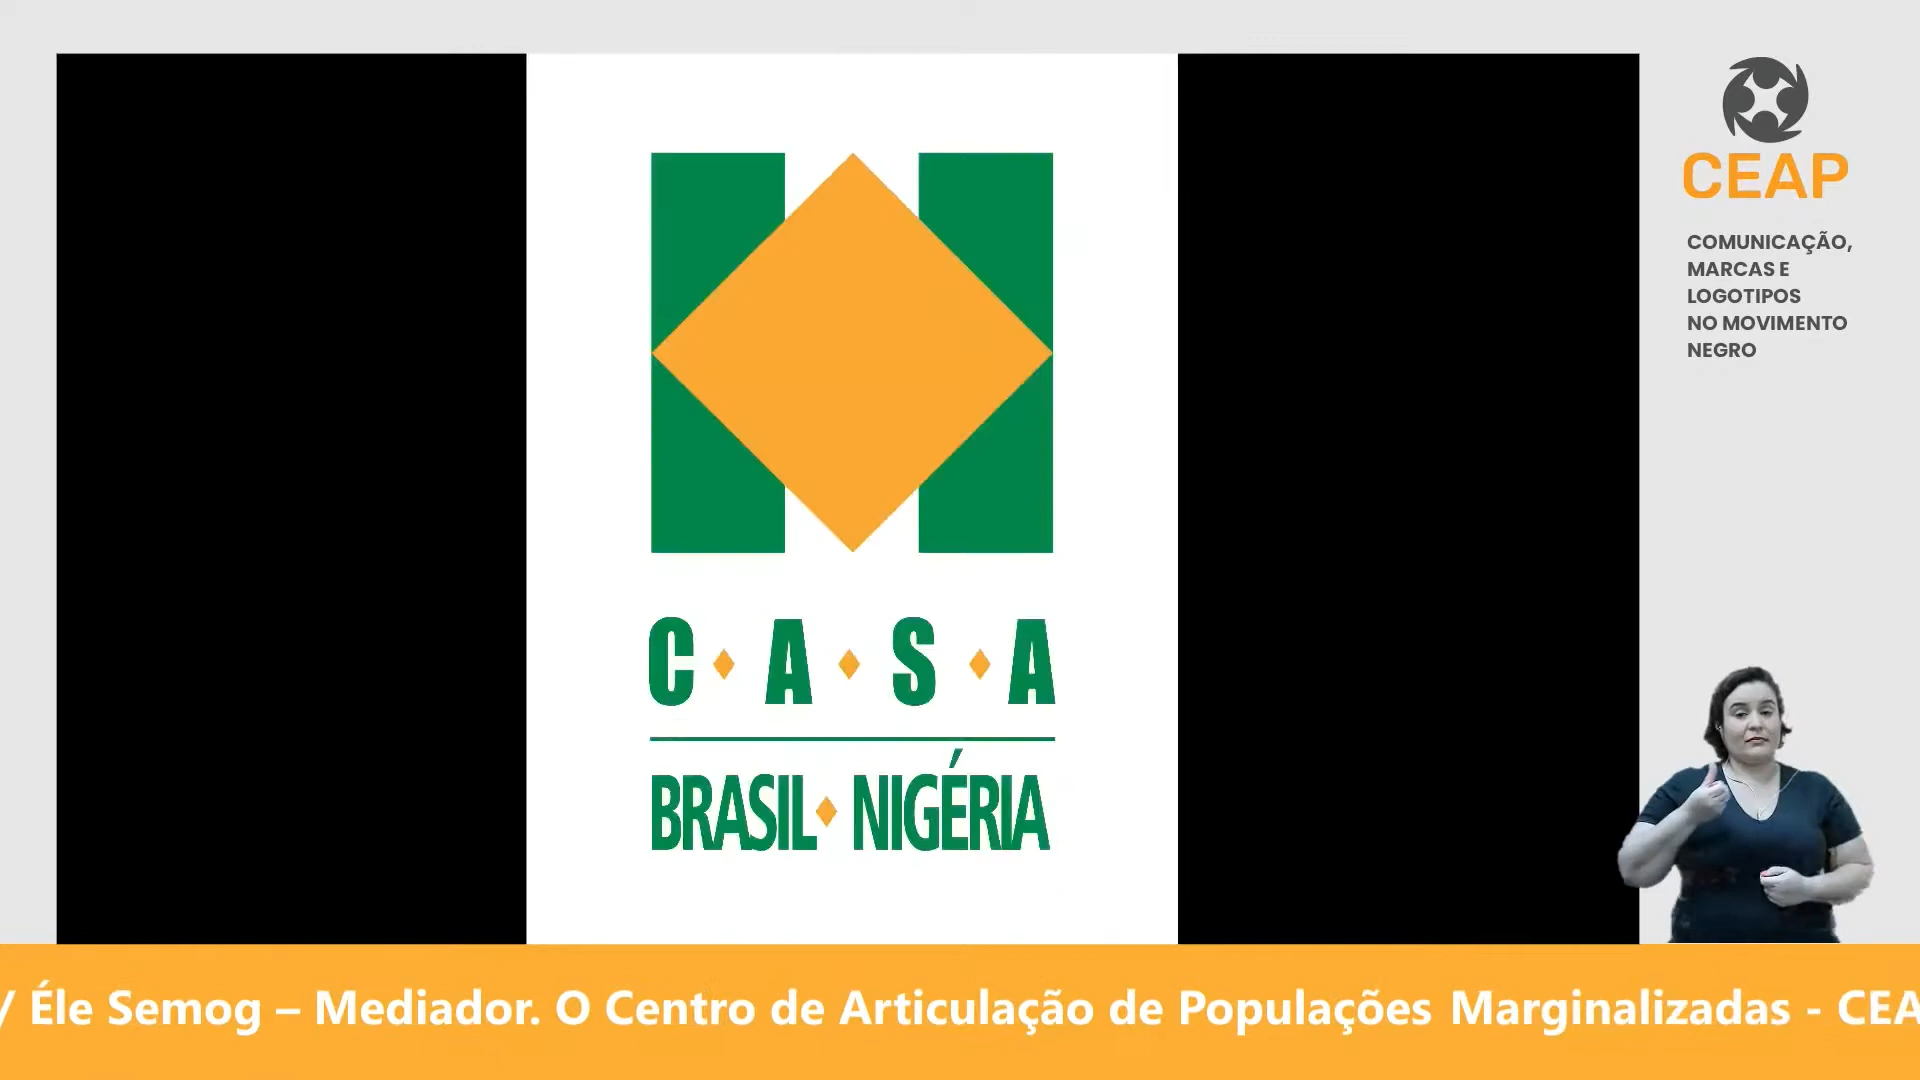 CEAP
COMUNICAÇÃO,
MARCAS E
LOGOTIPOS
NO MOVIMENTO
NEGRO
C A S A
BRASIL NIGÉRIA
/ Éle Semog – Mediador. O Centro de Articulação de Populações Marginalizadas - CEA